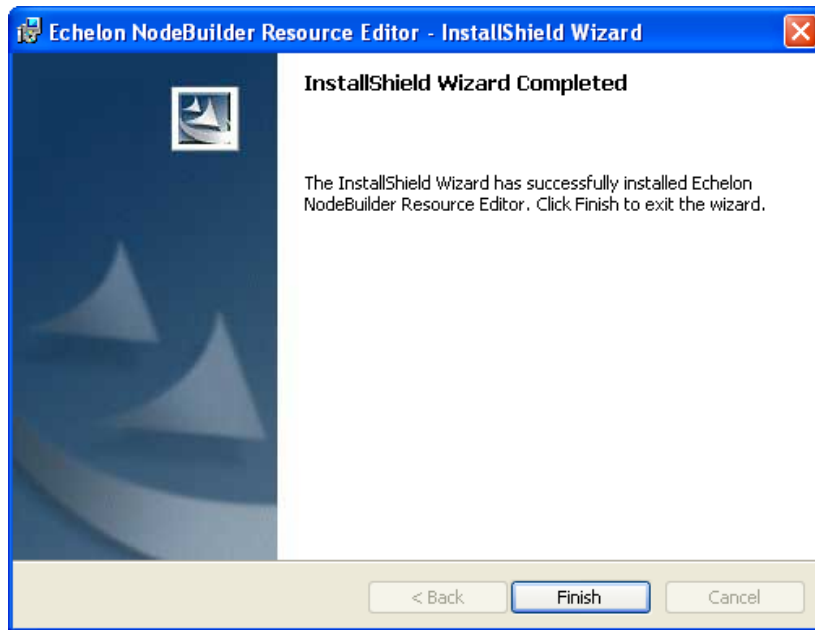 Echelon NodeBuilder Resource Editor - InstallShield Wizard
InstallShield Wizard Completed
The InstallShield Wizard has successfully installed Echelon
NodeBuilder Resource Editor. Click Finish to exit the wizard.
< Back Finish Cancel